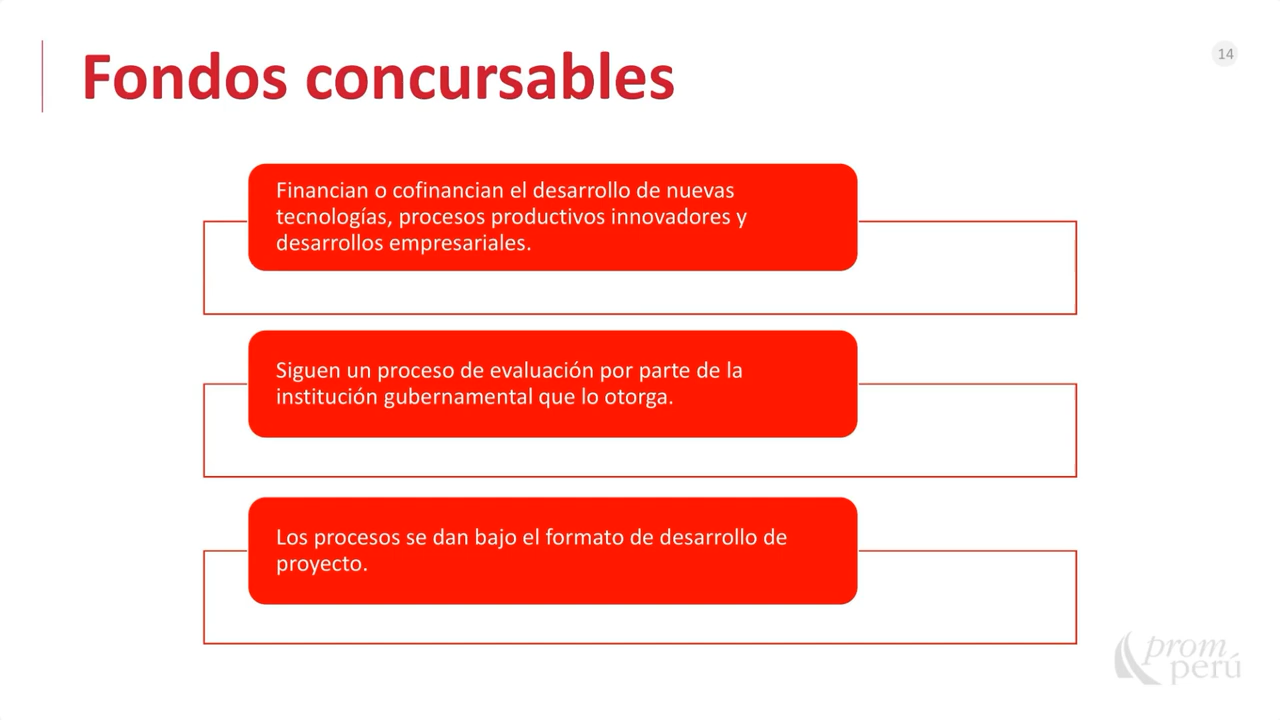 Fondos concursables
14
Financian o cofinancian el desarrollo de nuevas
tecnologías, procesos productivos innovadores y
desarrollos empresariales.
Siguen un proceso de evaluación por parte de la
institución gubernamental que lo otorga.
Los procesos se dan bajo el formato de desarrollo de
proyecto.
prom
perú